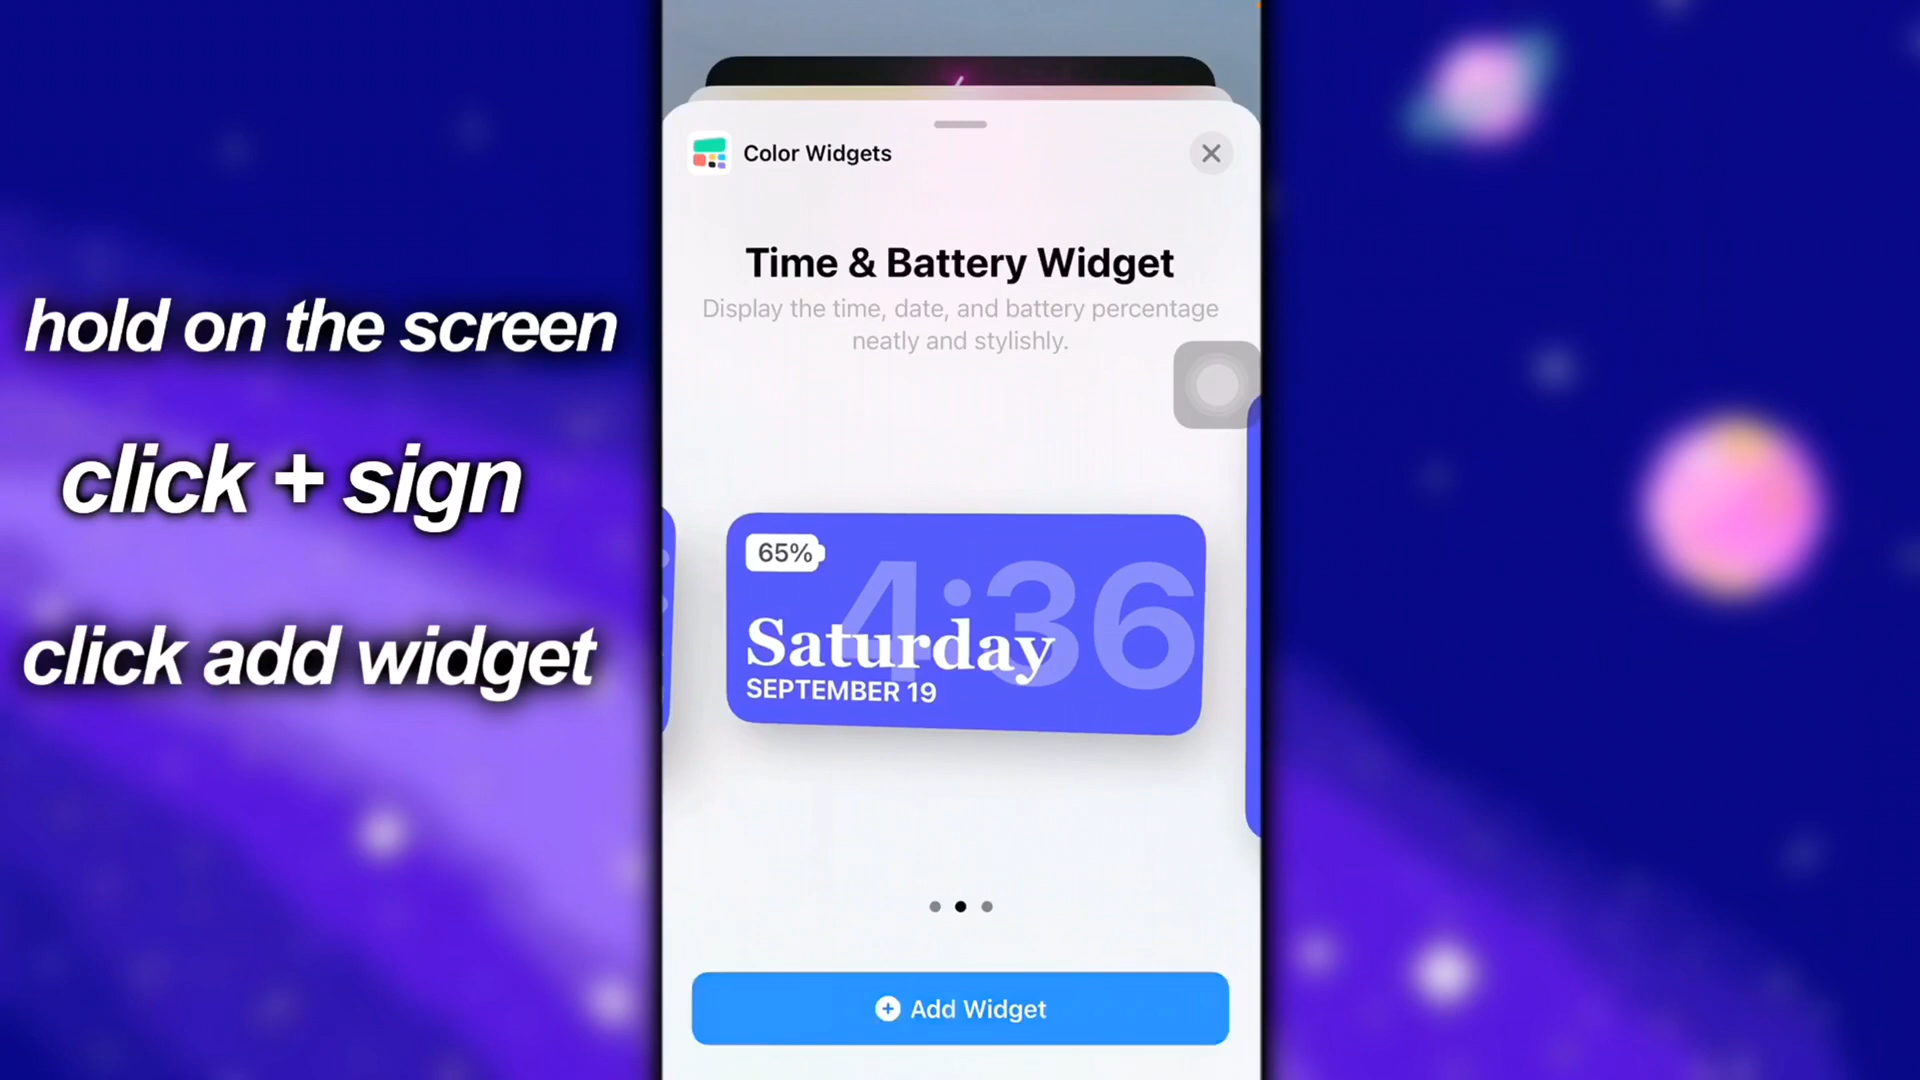 hold on the screen
click + sign
click add widget
Color Widgets
Time & Battery Widget
Display the time, date, and battery percentage
neatly and stylishly.
65%
4:36
Saturday
SEPTEMBER 19
Add Widget